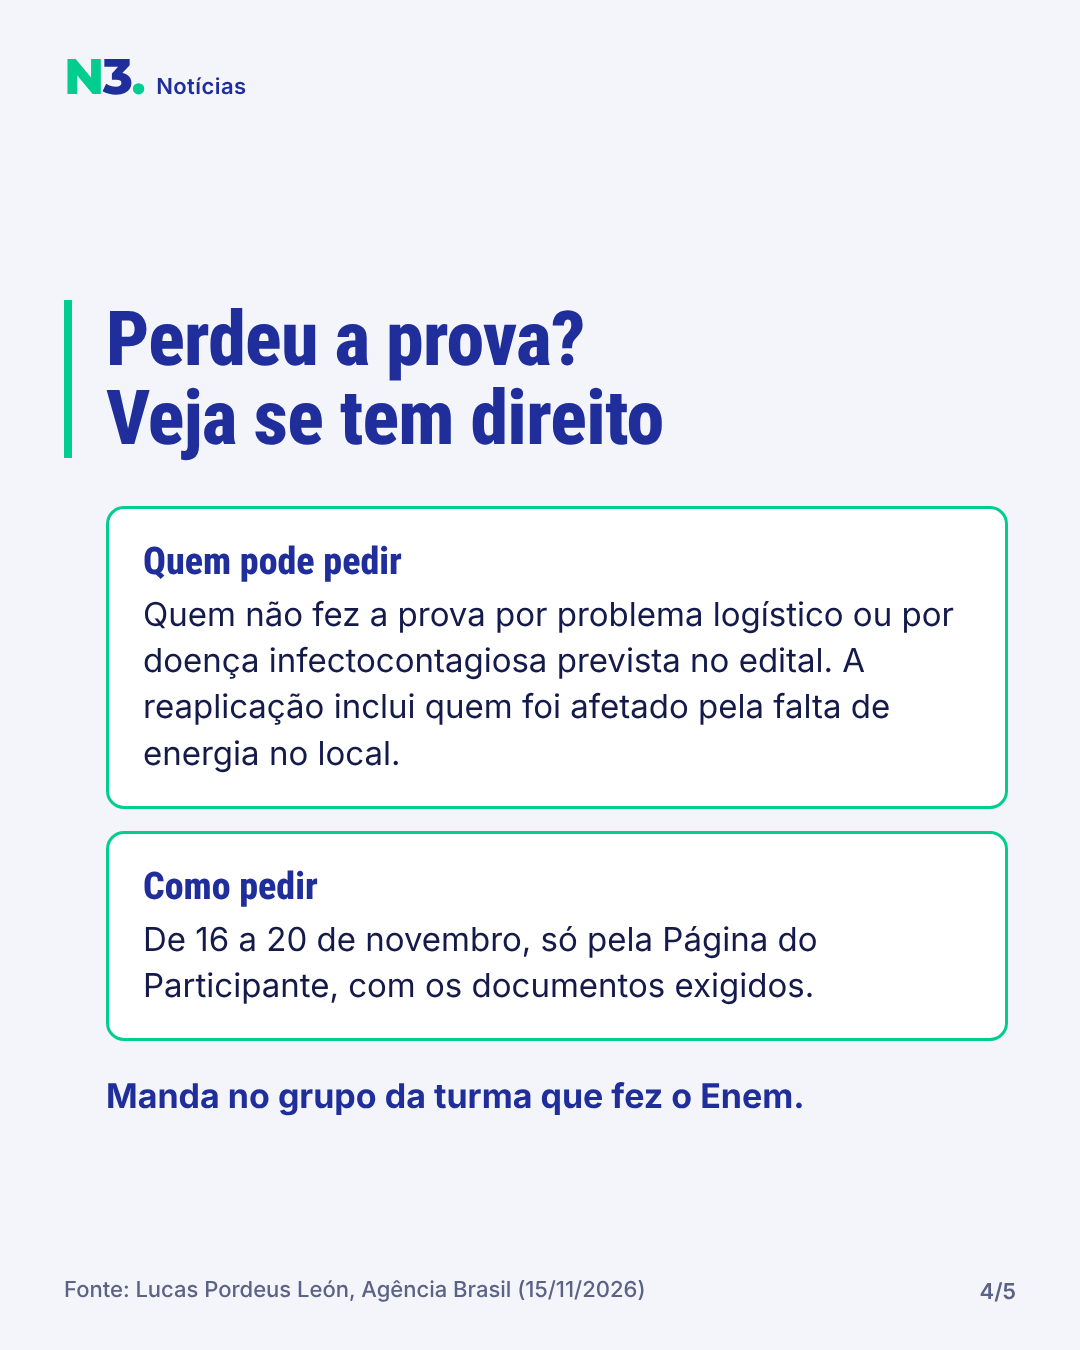 N3. Notícias
Perdeu a prova?
Veja se tem direito
Quem pode pedir
Quem não fez a prova por problema logístico ou por
doença infectocontagiosa prevista no edital. A
reaplicação inclui quem foi afetado pela falta de
energia no local.
Como pedir
De 16 a 20 de novembro, só pela Página do
Participante, com os documentos exigidos.
Manda no grupo da turma que fez o Enem.
Fonte: Lucas Pordeus León, Agência Brasil (15/11/2026)
4/5